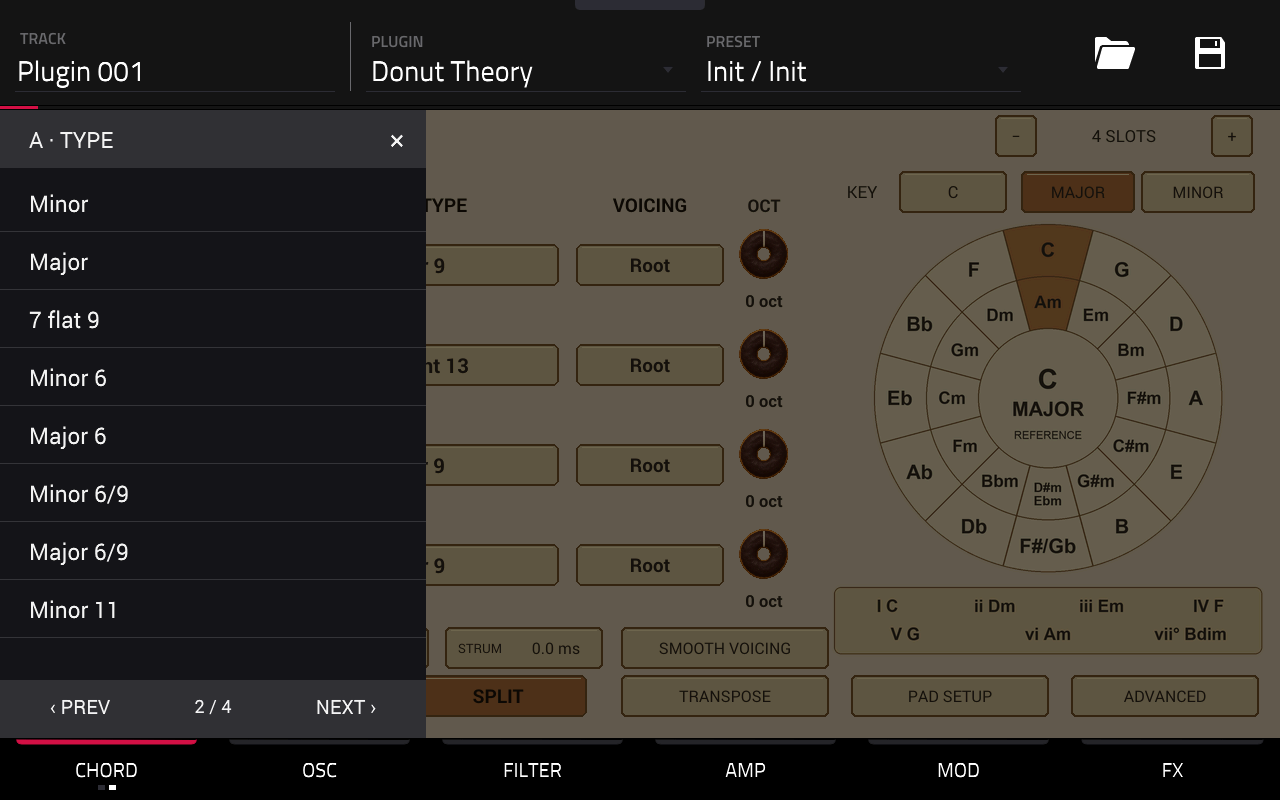 TRACK
Plugin 001
PLUGIN
Donut Theory
PRESET
Init / Init
A · TYPE
×
Minor
Major
7 flat 9
Minor 6
Major 6
Minor 6/9
Major 6/9
Minor 11
‹ PREV
2 / 4
NEXT ›
TYPE
VOICING
OCT
9
Root
0 oct
13
Root
0 oct
9
Root
0 oct
9
Root
0 oct
STRUM 0.0 ms
SMOOTH VOICING
SPLIT
TRANSPOSE
PAD SETUP
ADVANCED
−
4 SLOTS
+
KEY
C
MAJOR
MINOR
C
G
D
A
E
B
F#/Gb
Db
Ab
Eb
Bb
F
Am
Em
Bm
F#m
C#m
G#m
D#m
Ebm
Bbm
Fm
Cm
Gm
Dm
C
MAJOR
REFERENCE
I C ii Dm iii Em IV F
V G vi Am vii° Bdim
CHORD
OSC
FILTER
AMP
MOD
FX